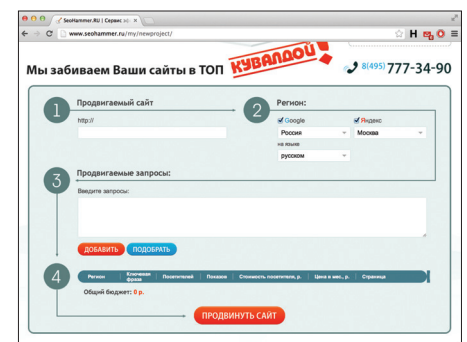 SeoHammer.RU | Сервис
www.seohammer.ru/my/newproject/
Мы забиваем Ваши сайты в ТОП КУВАЛДОЙ
8(495) 777-34-90
1 Продвигаемый сайт
http://
2 Регион:
Google Яндекс
Россия Москва
на языке
русском
3 Продвигаемые запросы:
Введите запросы:
ДОБАВИТЬ ПОДОБРАТЬ
4
Регион Ключевая фраза Посетителей Показов Стоимость посетителя, р. Цена в мес., р. Страница
Общий бюджет: 0 р.
ПРОДВИНУТЬ САЙТ